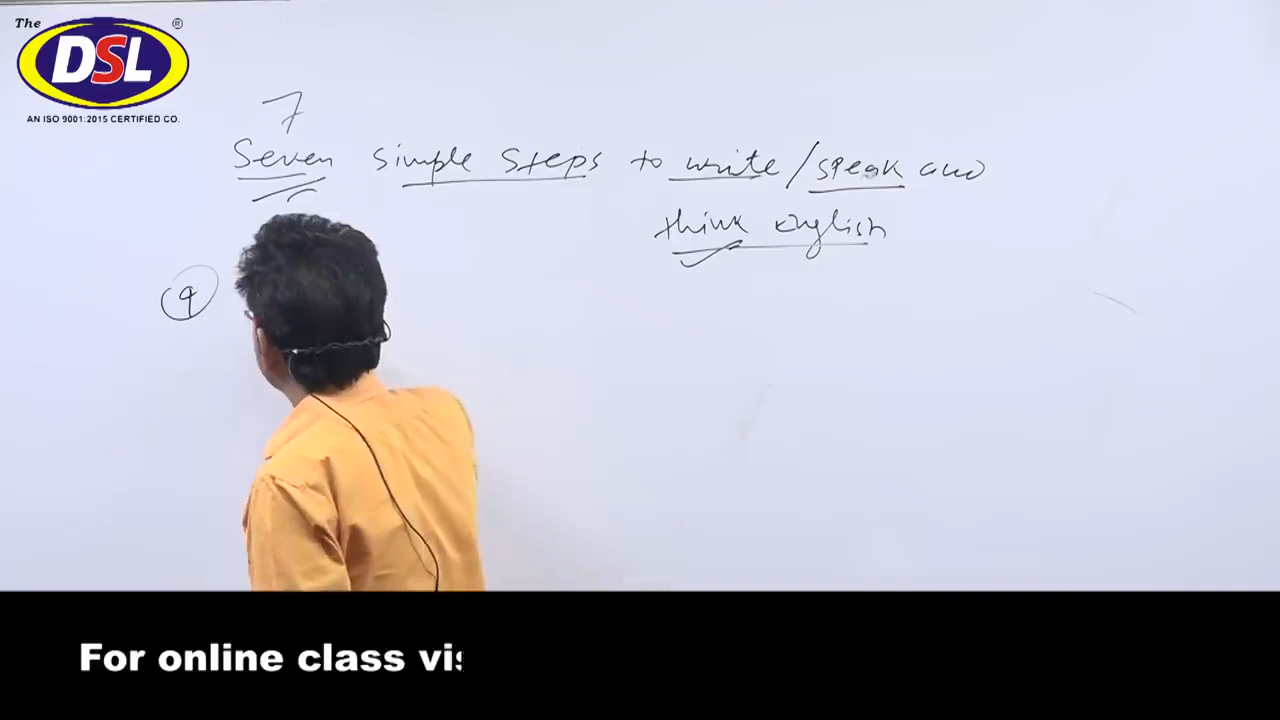 The
DSL
®
AN ISO 9001:2015 CERTIFIED CO.
7
Seven simple steps to write / speak and
think English
9
For online class vis